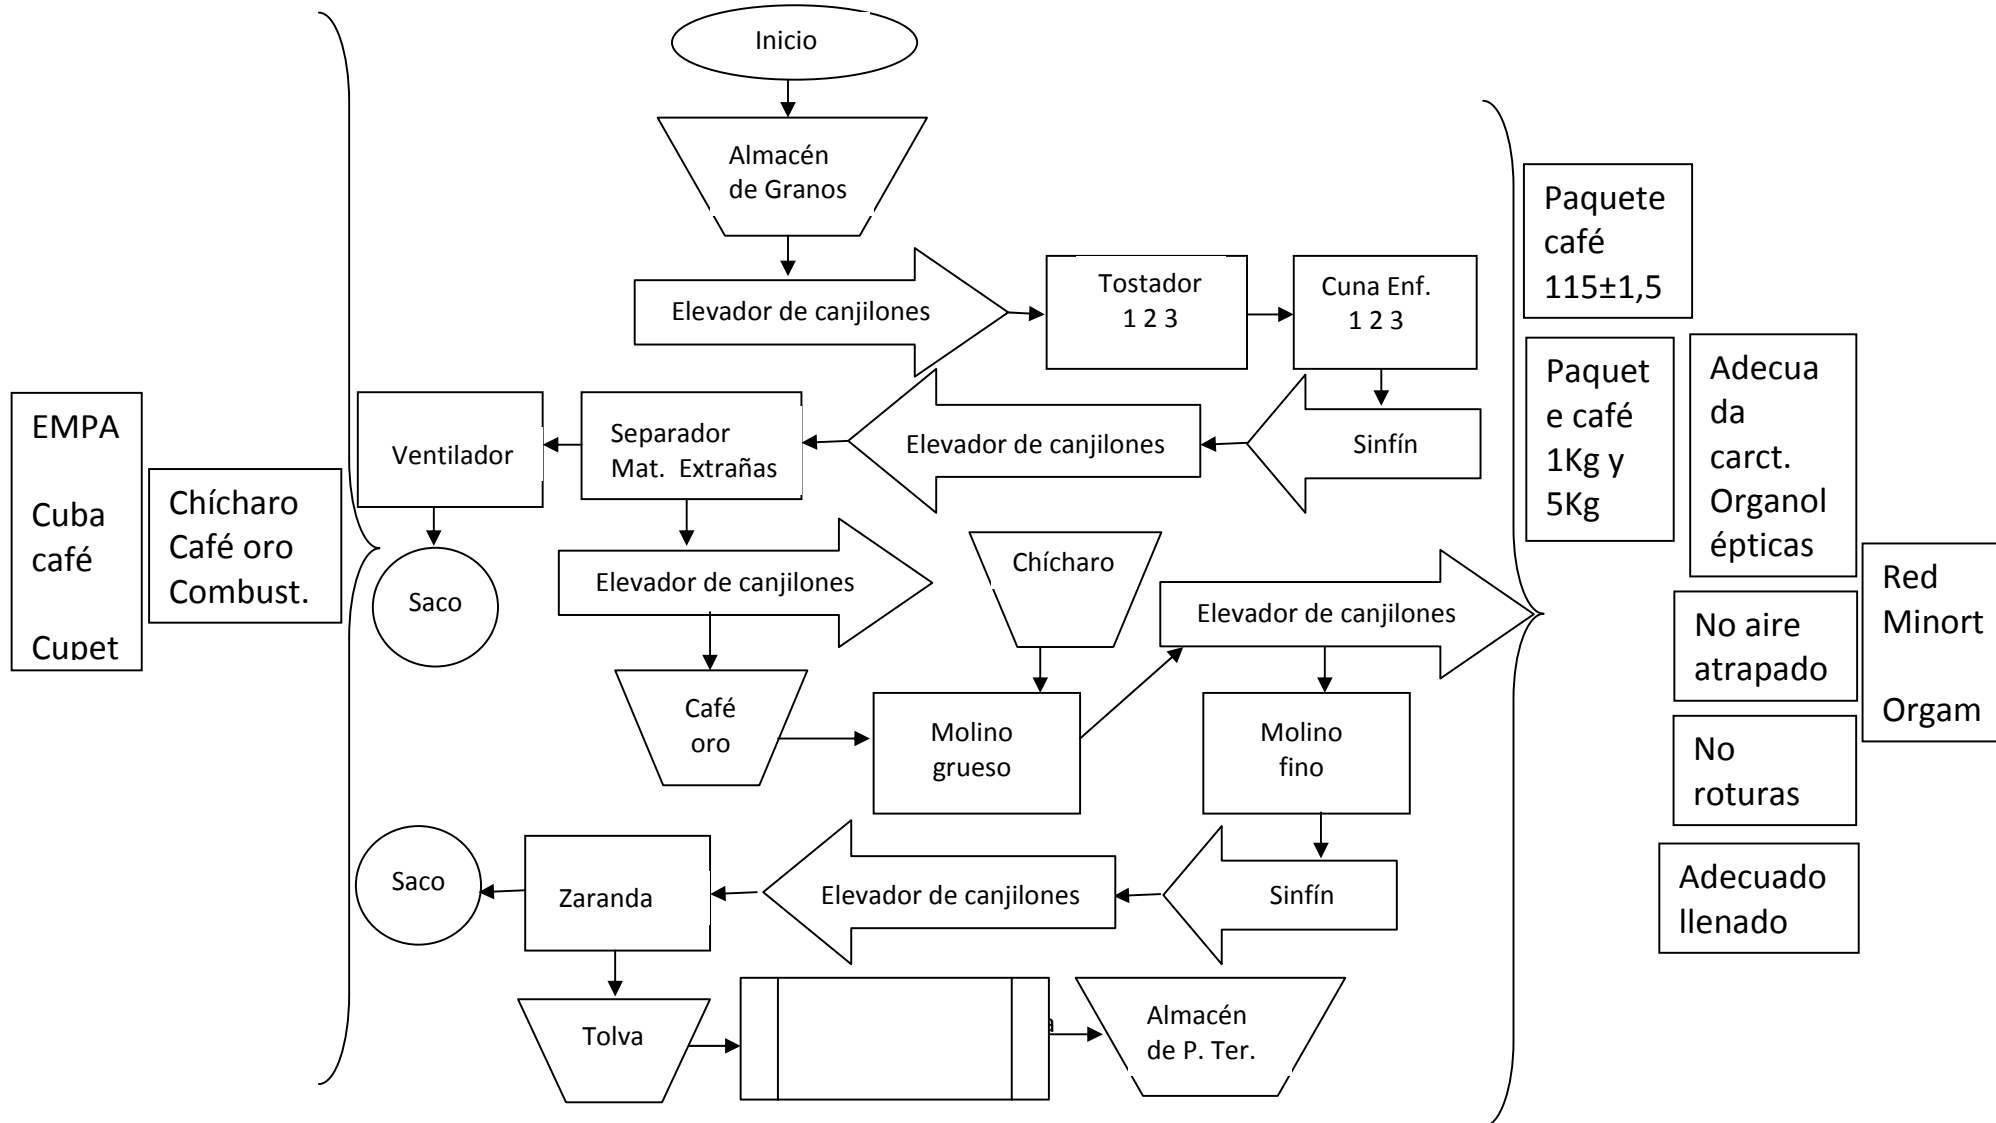 Inicio
Almacén
de Granos
Elevador de canjilones
Tostador
1 2 3
Cuna Enf.
1 2 3
Ventilador
Separador
Mat. Extrañas
Elevador de canjilones
Sinfín
Saco
Elevador de canjilones
Chícharo
Elevador de canjilones
Café
oro
Molino
grueso
Molino
fino
Saco
Zaranda
Elevador de canjilones
Sinfín
Tolva
a
Almacén
de P. Ter.
EMPA
Cuba
café
Cupet
Chícharo
Café oro
Combust.
Paquete
café
115±1,5
Paquet
e café
1Kg y
5Kg
Adecua
da
carct.
Organol
épticas
No aire
atrapado
No
roturas
Adecuado
llenado
Red
Minort
Orgam